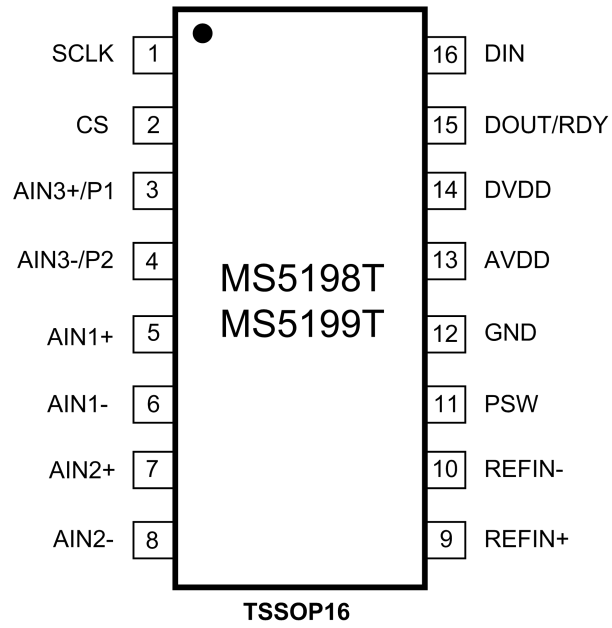 SCLK 1 16 DIN
CS 2 15 DOUT/RDY
AIN3+/P1 3 14 DVDD
AIN3-/P2 4 13 AVDD
MS5198T
MS5199T
AIN1+ 5 12 GND
AIN1- 6 11 PSW
AIN2+ 7 10 REFIN-
AIN2- 8 9 REFIN+
TSSOP16